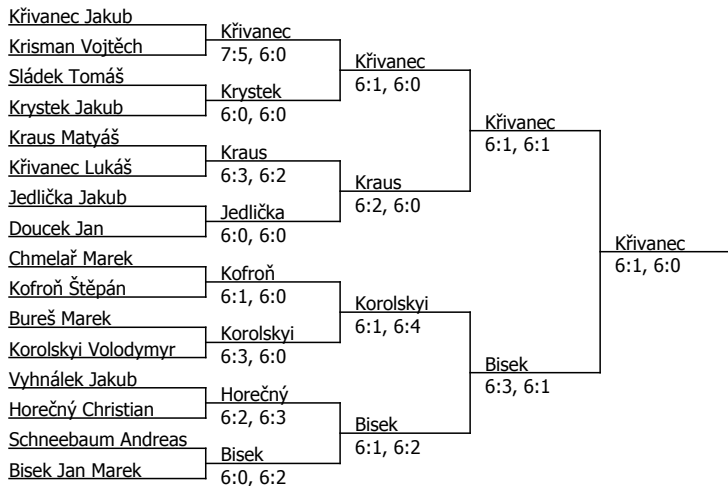 Křivanec Jakub
Krisman Vojtěch
Sládek Tomáš
Krystek Jakub
Kraus Matyáš
Křivanec Lukáš
Jedlička Jakub
Doucek Jan
Chmelař Marek
Kofroň Štěpán
Bureš Marek
Korolskyi Volodymyr
Vyhnálek Jakub
Horečný Christian
Schneebaum Andreas
Bisek Jan Marek
Křivanec
7:5, 6:0
Krystek
6:0, 6:0
Kraus
6:3, 6:2
Jedlička
6:0, 6:0
Kofroň
6:1, 6:0
Korolskyi
6:3, 6:0
Horečný
6:2, 6:3
Bisek
6:0, 6:2
Křivanec
6:1, 6:0
Kraus
6:2, 6:0
Korolskyi
6:1, 6:4
Bisek
6:1, 6:2
Křivanec
6:1, 6:1
Bisek
6:3, 6:1
Křivanec
6:1, 6:0